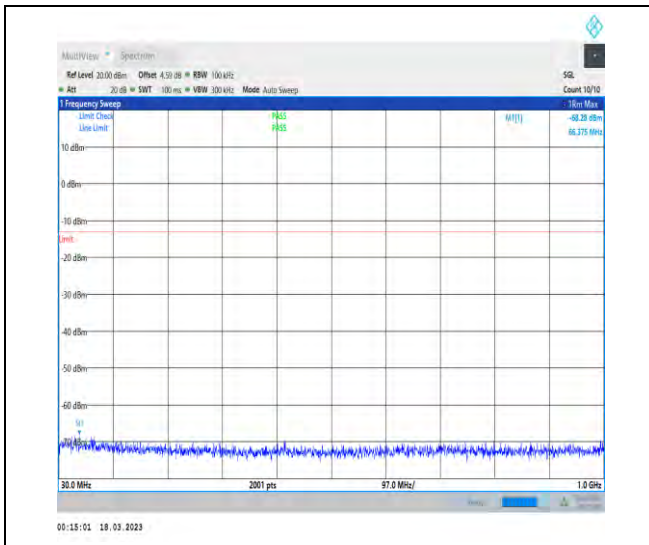 MultiView Spectrum
Ref Level 20.00 dBm Offset 4.59 dB RBW 100 kHz SGL
Att 20 dB SWT 100 ms VBW 300 kHz Mode Auto Sweep Count 10/10
1 Frequency Sweep 1Rm Max
Limit Check PASS M1[1] -68.28 dBm
Line Limit PASS 66.375 MHz
10 dBm
0 dBm
-10 dBm
Limit
-20 dBm
-30 dBm
-40 dBm
-50 dBm
-60 dBm
M1
-70 dBm
30.0 MHz 2001 pts 97.0 MHz/ 1.0 GHz
00:15:01 18.03.2023